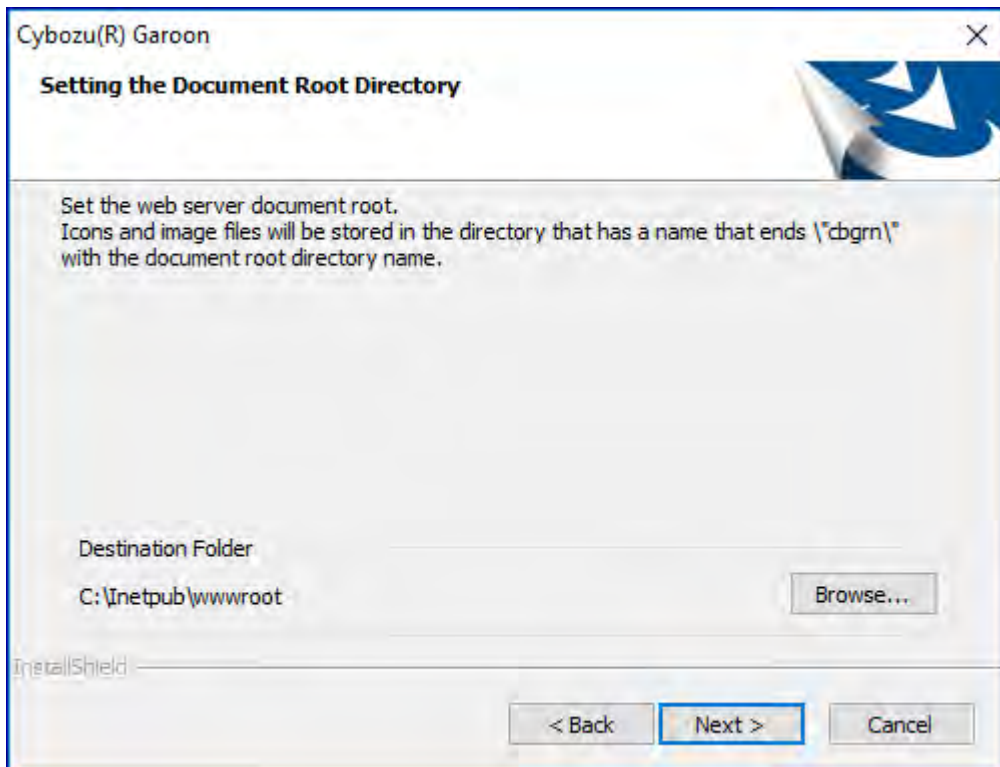 Cybozu(R) Garoon
Setting the Document Root Directory
Set the web server document root.
Icons and image files will be stored in the directory that has a name that ends \"cbgrn\"
with the document root directory name.
Destination Folder
C:\Inetpub\wwwroot
Browse...
InstallShield
< Back
Next >
Cancel